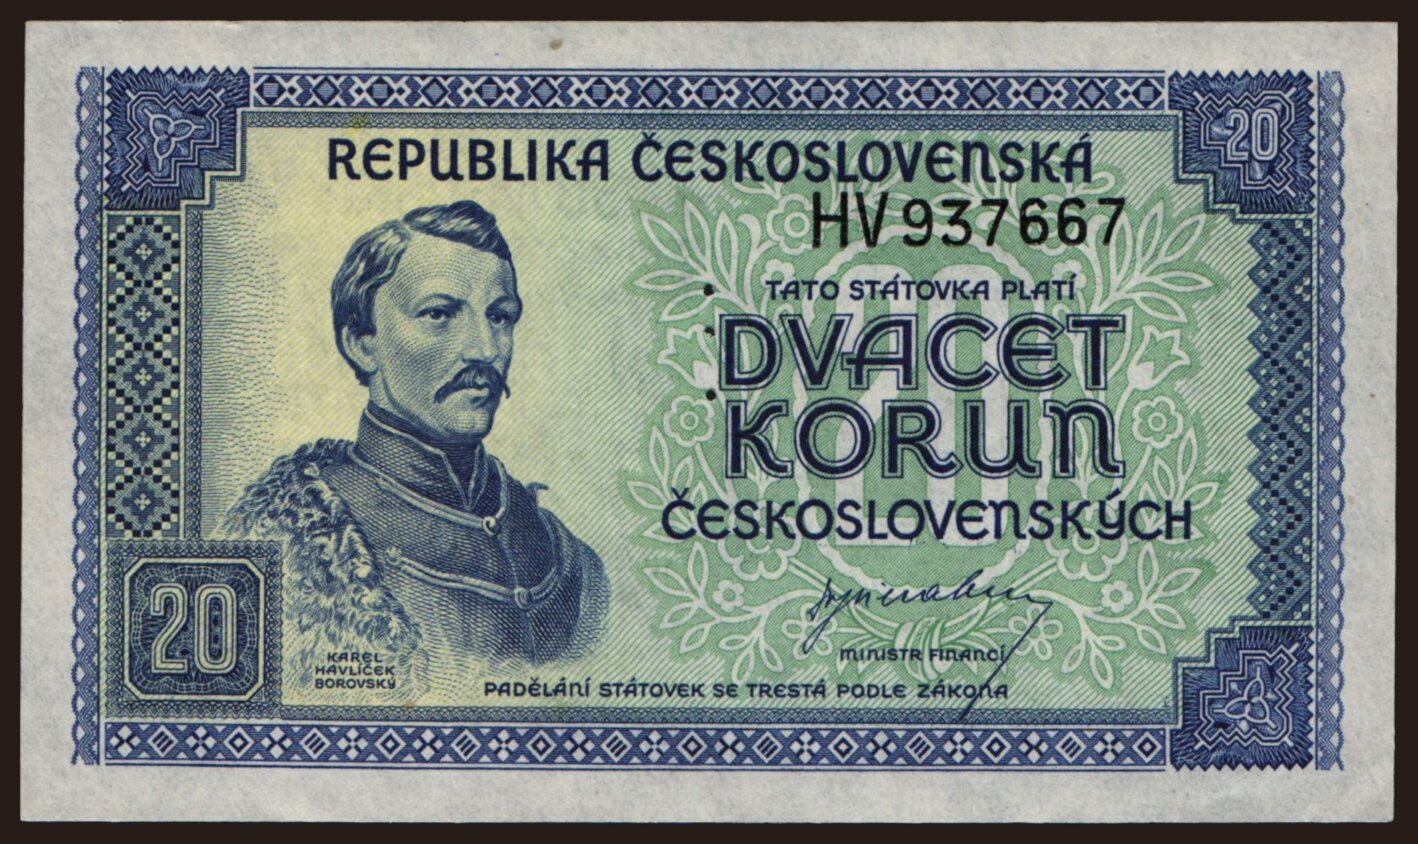 20
REPUBLIKA ČESKOSLOVENSKÁ
HV 937667
TATO STÁTOVKA PLATÍ
DVACET
KORUN
ČESKOSLOVENSKÝCH
20
20
MINISTR FINANCÍ
KAREL
HAVLÍČEK
BOROVSKÝ
PADĚLÁNÍ STÁTOVEK SE TRESTÁ PODLE ZÁKONA